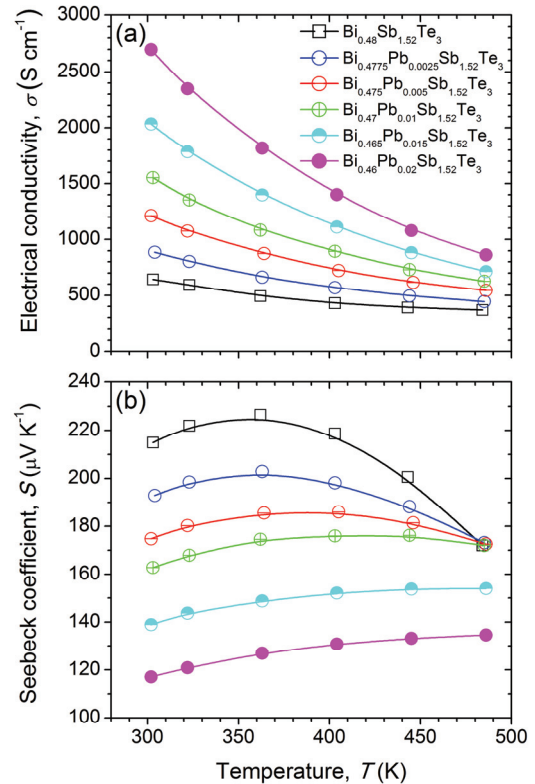 (a)
Bi0.48Sb1.52Te3
Bi0.4775Pb0.0025Sb1.52Te3
Bi0.475Pb0.005Sb1.52Te3
Bi0.47Pb0.01Sb1.52Te3
Bi0.465Pb0.015Sb1.52Te3
Bi0.46Pb0.02Sb1.52Te3
Electrical conductivity, σ (S cm⁻¹)
3000
2500
2000
1500
1000
500
0
(b)
Seebeck coefficient, S (μV K⁻¹)
240
220
200
180
160
140
120
100
300 350 400 450 500
Temperature, T (K)